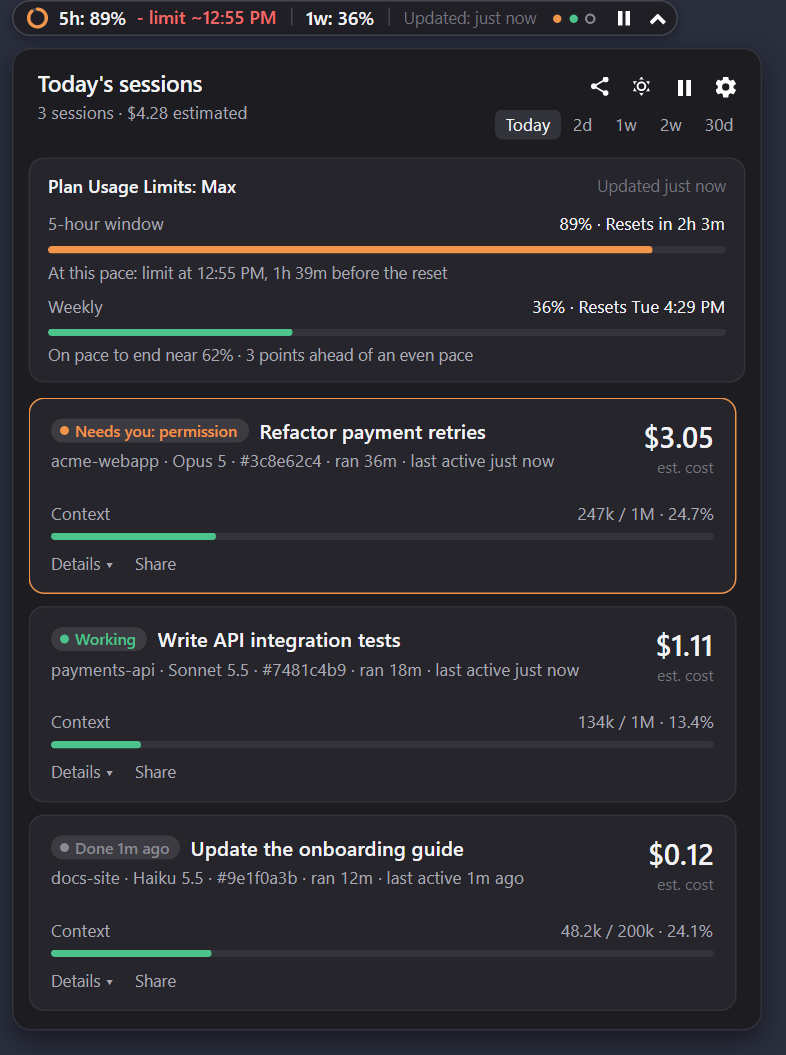 5h: 89% - limit ~12:55 PM 1w: 36% Updated: just now
Today's sessions
3 sessions · $4.28 estimated
Today 2d 1w 2w 30d
Plan Usage Limits: Max Updated just now
5-hour window 89% · Resets in 2h 3m
At this pace: limit at 12:55 PM, 1h 39m before the reset
Weekly 36% · Resets Tue 4:29 PM
On pace to end near 62% · 3 points ahead of an even pace
Needs you: permission Refactor payment retries $3.05
acme-webapp · Opus 5 · #3c8e62c4 · ran 36m · last active just now est. cost
Context 247k / 1M · 24.7%
Details ▾ Share
Working Write API integration tests $1.11
payments-api · Sonnet 5.5 · #7481c4b9 · ran 18m · last active just now est. cost
Context 134k / 1M · 13.4%
Details ▾ Share
Done 1m ago Update the onboarding guide $0.12
docs-site · Haiku 5.5 · #9e1f0a3b · ran 12m · last active 1m ago est. cost
Context 48.2k / 200k · 24.1%
Details ▾ Share